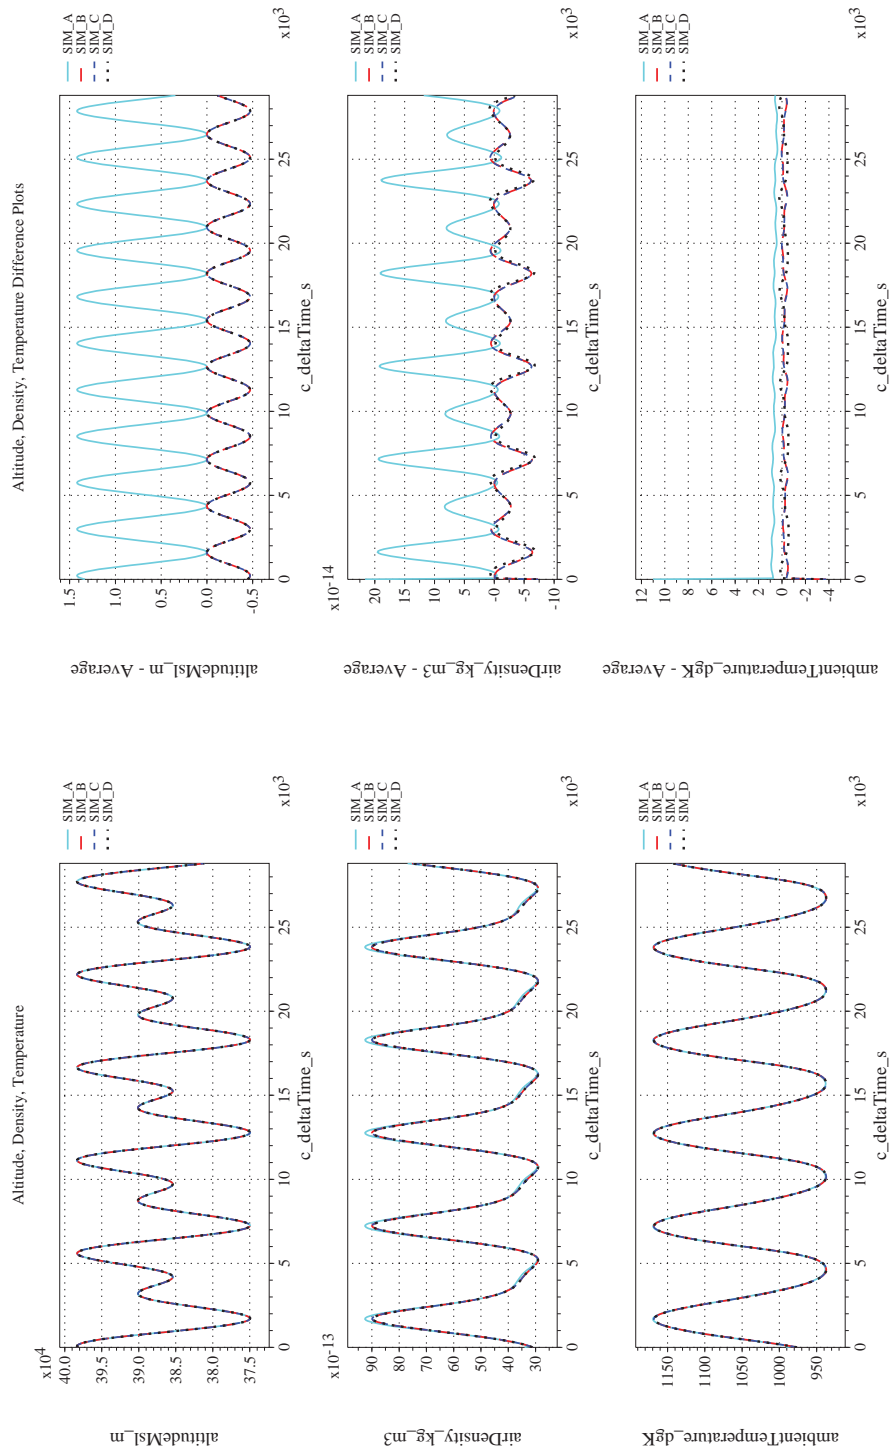 Altitude, Density, Temperature
x10^4
40.0
39.5
39.0
38.5
38.0
37.5
altitudeMsl_m
0 5 10 15 20 25
x10^3
c_deltaTime_s
SIM_A
SIM_B
SIM_C
SIM_D
x10^-13
90
80
70
60
50
40
30
airDensity_kg_m3
0 5 10 15 20 25
x10^3
c_deltaTime_s
SIM_A
SIM_B
SIM_C
SIM_D
1150
1100
1050
1000
950
ambientTemperature_dgK
0 5 10 15 20 25
x10^3
c_deltaTime_s
SIM_A
SIM_B
SIM_C
SIM_D
Altitude, Density, Temperature Difference Plots
1.5
1.0
0.5
0.0
-0.5
altitudeMsl_m - Average
0 5 10 15 20 25
x10^3
c_deltaTime_s
SIM_A
SIM_B
SIM_C
SIM_D
x10^-14
20
15
10
5
-0
-5
-10
airDensity_kg_m3 - Average
0 5 10 15 20 25
x10^3
c_deltaTime_s
SIM_A
SIM_B
SIM_C
SIM_D
12
10
8
6
4
2
0
-2
-4
ambientTemperature_dgK - Average
0 5 10 15 20 25
x10^3
c_deltaTime_s
SIM_A
SIM_B
SIM_C
SIM_D